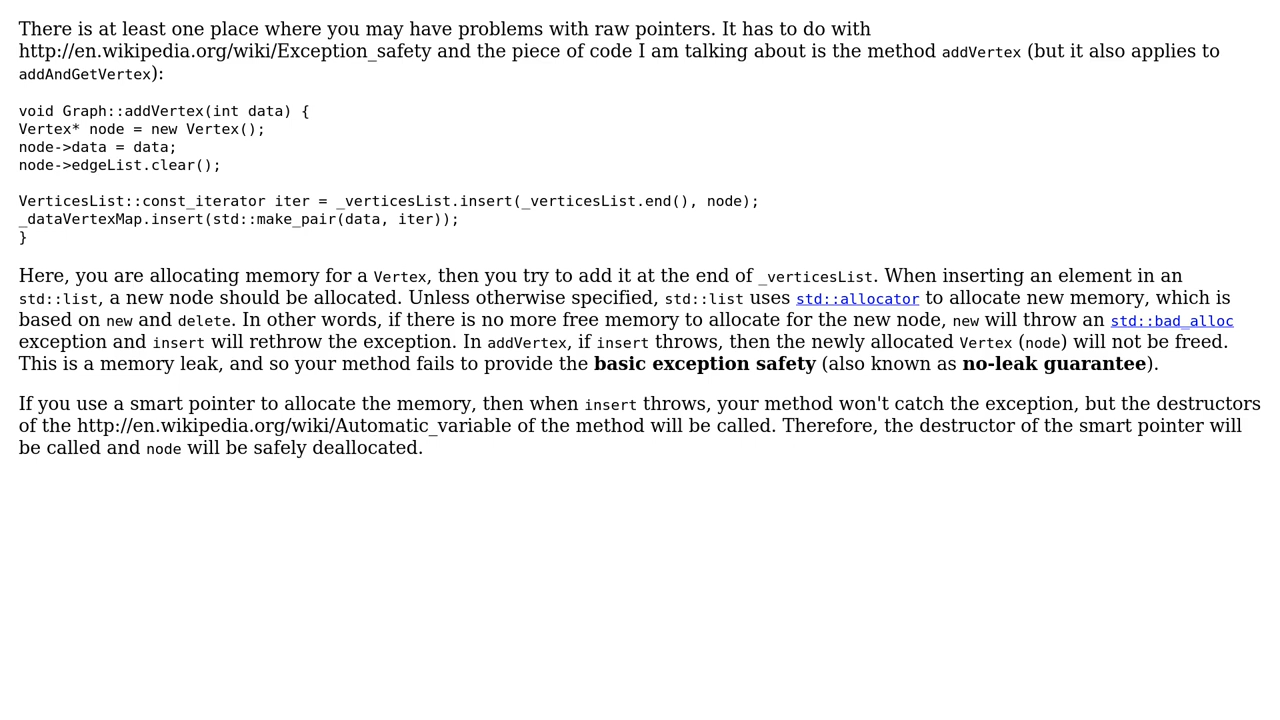 There is at least one place where you may have problems with raw pointers. It has to do with
http://en.wikipedia.org/wiki/Exception_safety and the piece of code I am talking about is the method addVertex (but it also applies to
addAndGetVertex):
void Graph::addVertex(int data) {
Vertex* node = new Vertex();
node->data = data;
node->edgeList.clear();
VerticesList::const_iterator iter = _verticesList.insert(_verticesList.end(), node);
_dataVertexMap.insert(std::make_pair(data, iter));
}
Here, you are allocating memory for a Vertex, then you try to add it at the end of _verticesList. When inserting an element in an
std::list, a new node should be allocated. Unless otherwise specified, std::list uses std::allocator to allocate new memory, which is
based on new and delete. In other words, if there is no more free memory to allocate for the new node, new will throw an std::bad_alloc
exception and insert will rethrow the exception. In addVertex, if insert throws, then the newly allocated Vertex (node) will not be freed.
This is a memory leak, and so your method fails to provide the basic exception safety (also known as no-leak guarantee).
If you use a smart pointer to allocate the memory, then when insert throws, your method won't catch the exception, but the destructors
of the http://en.wikipedia.org/wiki/Automatic_variable of the method will be called. Therefore, the destructor of the smart pointer will
be called and node will be safely deallocated.